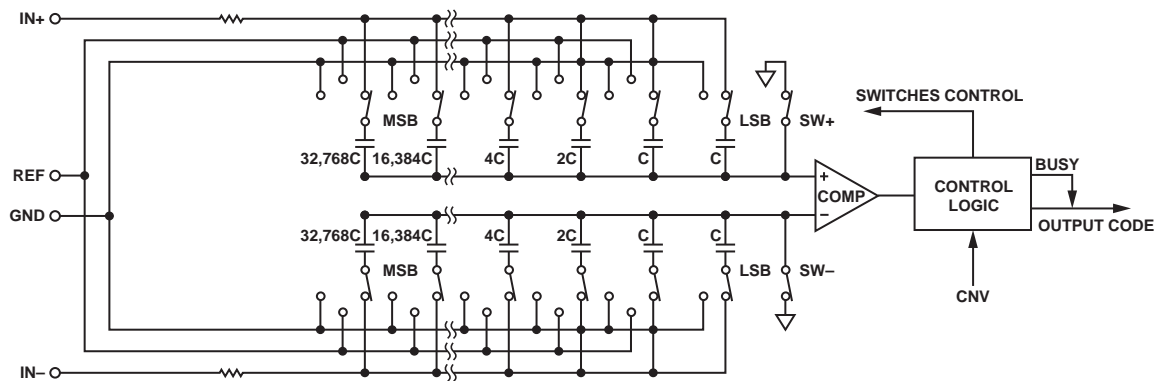 IN+
SWITCHES CONTROL
MSB
LSB
SW+
32,768C 16,384C 4C 2C C C
BUSY
REF
+
COMP
–
CONTROL
LOGIC
GND
OUTPUT CODE
32,768C 16,384C 4C 2C C C
MSB
LSB
SW–
CNV
IN–